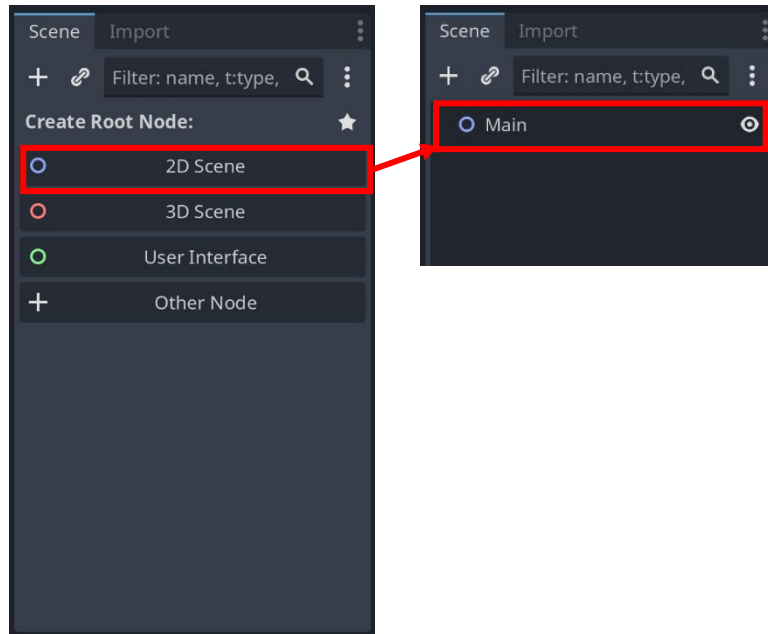 Scene Import
Filter: name, t:type,
Create Root Node:
2D Scene
3D Scene
User Interface
Other Node
Scene Import
Filter: name, t:type,
Main